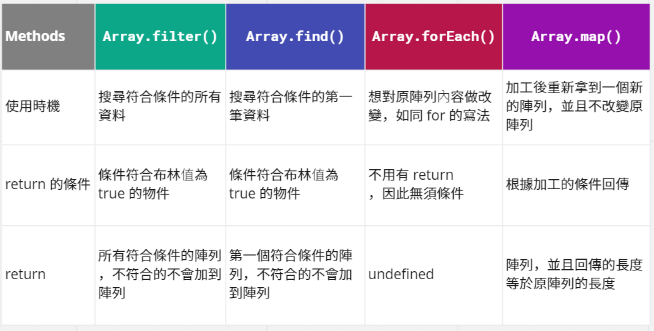 Methods
Array.filter()
Array.find()
Array.forEach()
Array.map()
使用時機
搜尋符合條件的所有
資料
搜尋符合條件的第一
筆資料
想對原陣列內容做改
變，如同 for 的寫法
加工後重新拿到一個新
的陣列，並且不改變原
陣列
return 的條件
條件符合布林值為
true 的物件
條件符合布林值為
true 的物件
不用有 return
，因此無須條件
根據加工的條件回傳
return
所有符合條件的陣列
，不符合的不會加到
陣列
第一個符合條件的陣
列，不符合的不會加
到陣列
undefined
陣列，並且回傳的長度
等於原陣列的長度